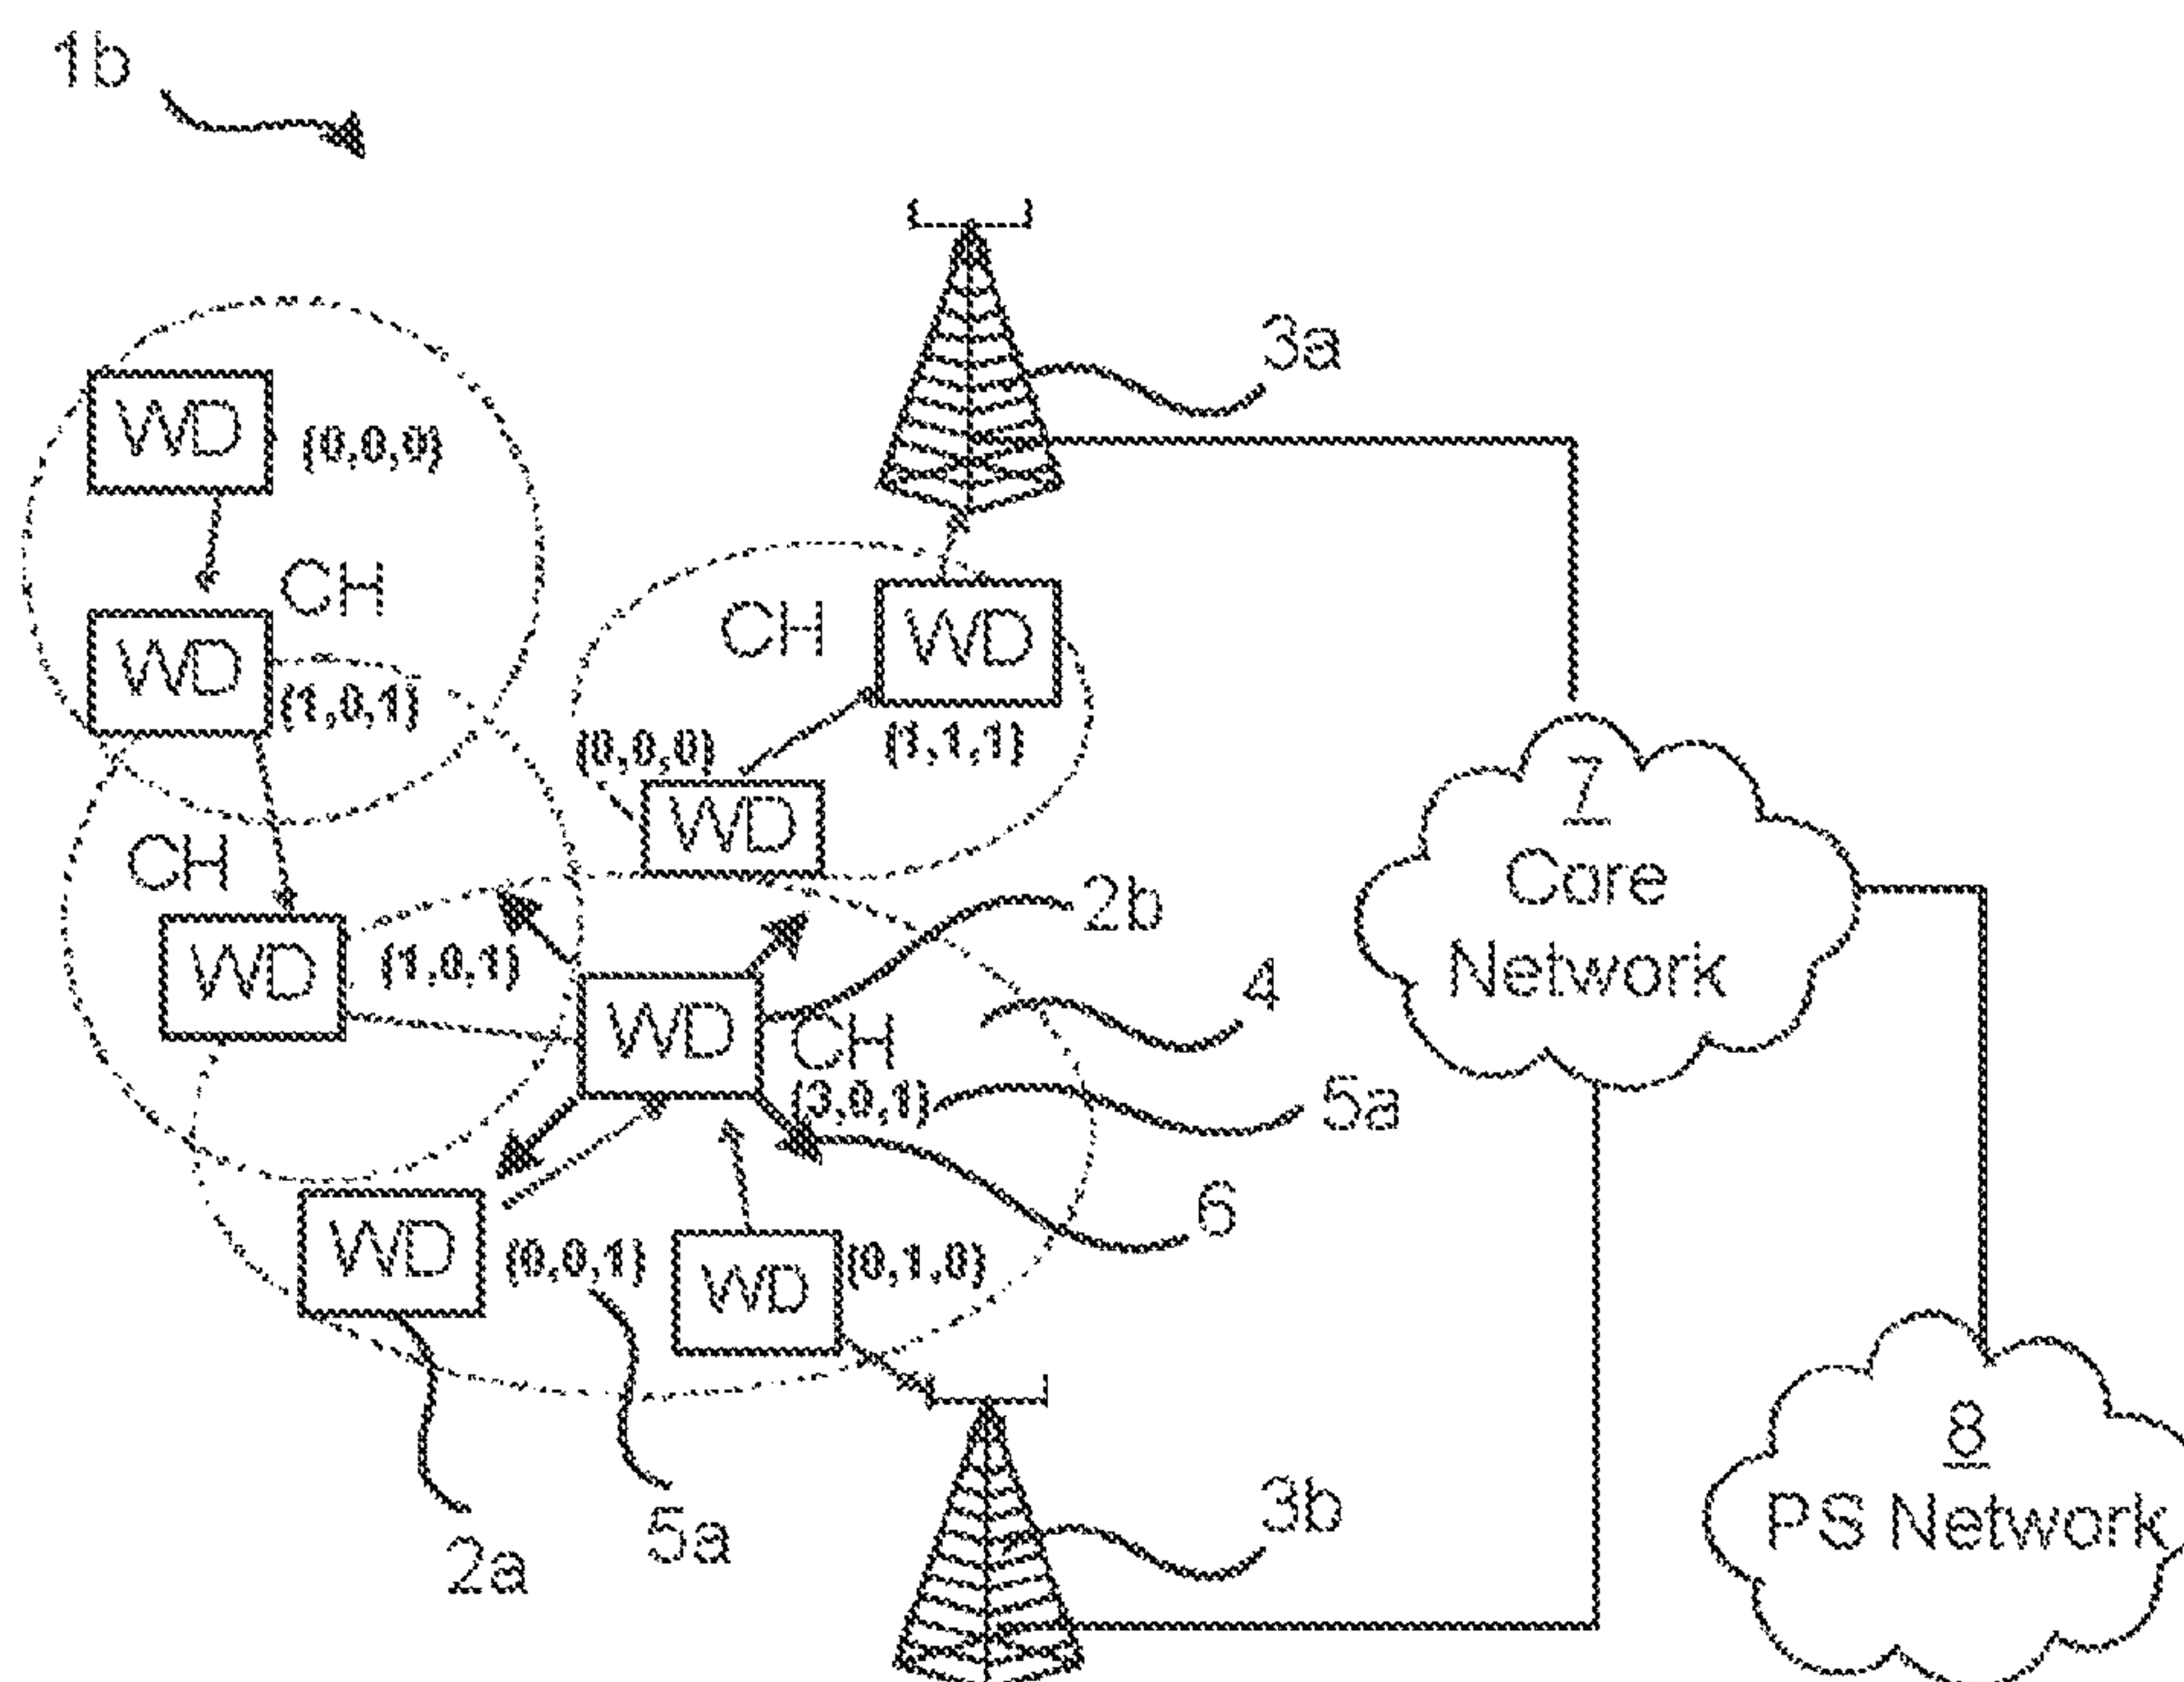 1b
3a
WD
(0,0,0)
CH
WD
(1,0,1)
CH
WD
(1,1,1)
(0,0,0)
WD
7
Core
Network
CH
WD
(1,0,1)
2b
WD
CH
(3,0,1)
4
5a
6
WD
(0,0,1)
WD
(0,1,0)
2a
5a
3b
8
PS Network